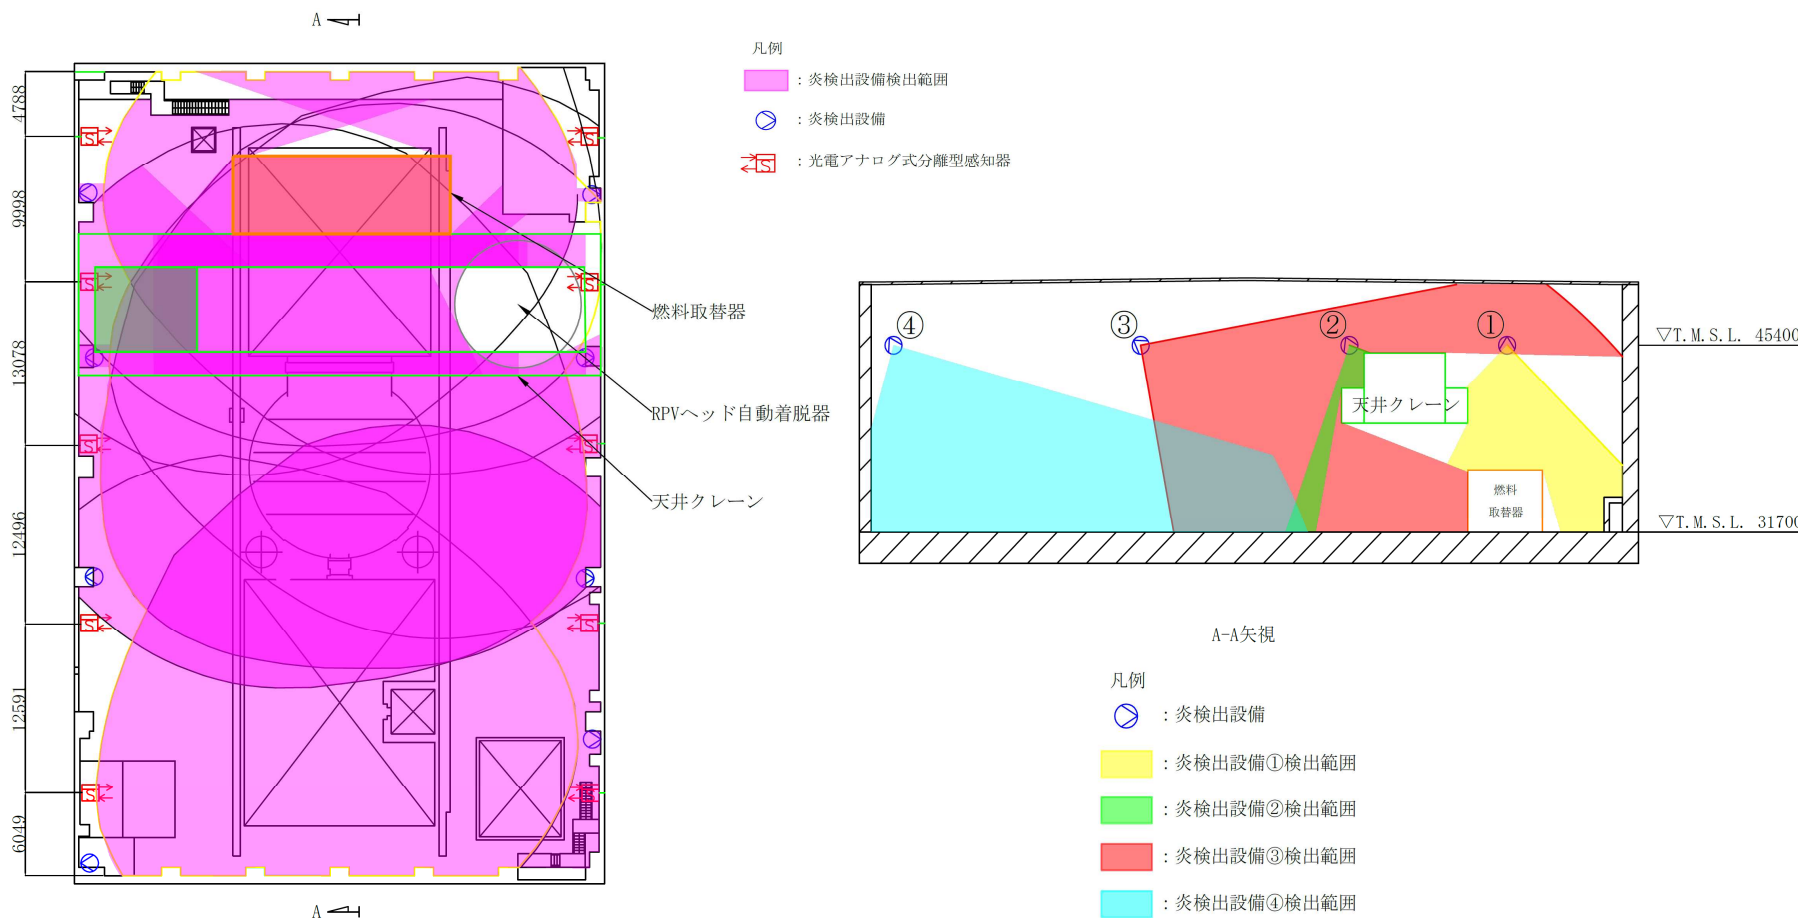 A
4788
9998
13078
12496
12591
6049
S
S
S
S
S
S
S
S
S
S
燃料取替器
RPVヘッド自動着脱器
天井クレーン
A
凡例
：炎検出設備検出範囲
：炎検出設備
S
：光電アナログ式分離型感知器
④
③
②
①
▽T.M.S.L. 45400
天井クレーン
燃料
取替器
▽T.M.S.L. 31700
A-A矢視
凡例
：炎検出設備
：炎検出設備①検出範囲
：炎検出設備②検出範囲
：炎検出設備③検出範囲
：炎検出設備④検出範囲